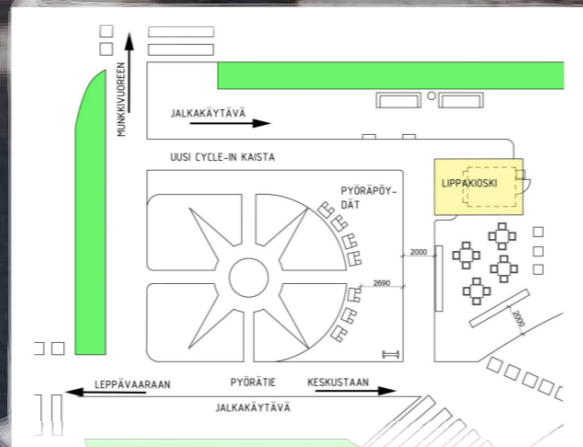 MUNKKIVUOREEN
JALKAKÄYTÄVÄ
UUSI CYCLE-IN KAISTA
LIPPAKIOSKI
PYÖRÄPÖY-
DÄT
2000
2690
2000
LEPPÄVAARAAN
PYÖRÄTIE
KESKUSTAAN
JALKAKÄYTÄVÄ